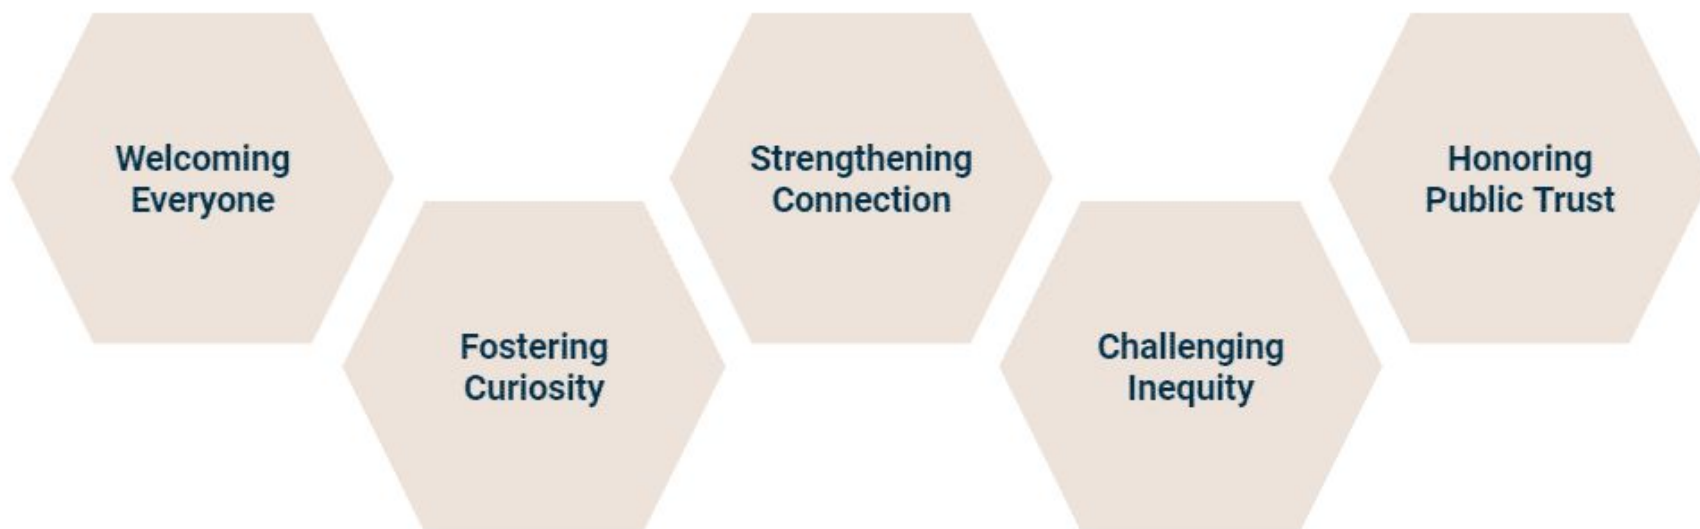 Welcoming
Everyone
Fostering
Curiosity
Strengthening
Connection
Challenging
Inequity
Honoring
Public Trust